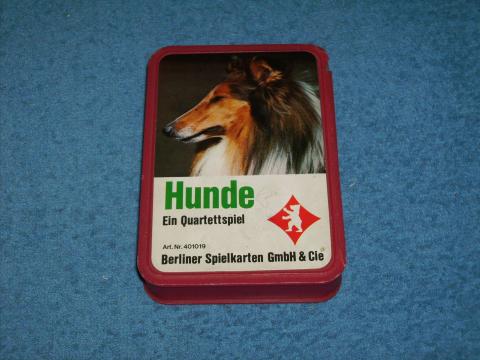 Hunde
Ein Quartettspiel
Art. Nr. 401019
Berliner Spielkarten GmbH & Cie